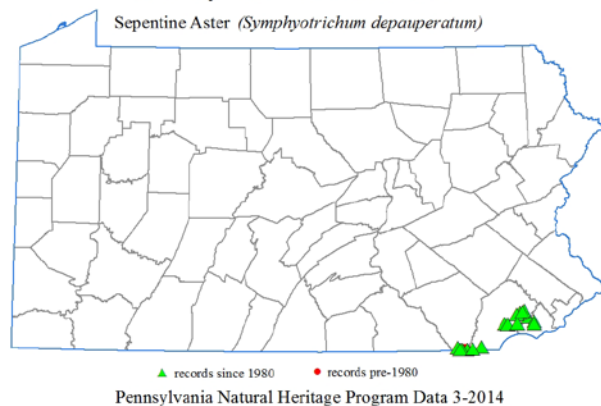 Sepentine Aster (Symphyotrichum depauperatum)
records since 1980 records pre-1980
Pennsylvania Natural Heritage Program Data 3-2014